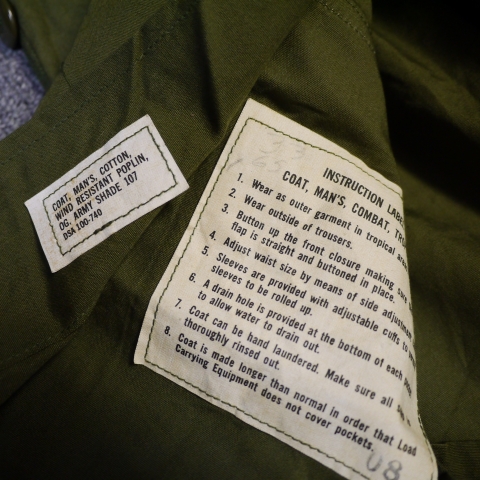 COAT, MAN'S, COTTON,
WIND RESISTANT POPLIN,
OG, ARMY SHADE 107
DSA 100-740
INSTRUCTION LABE
COAT, MAN'S, COMBAT, TR
1. Wear as outer garment in tropical area
2. Wear outside of trousers.
3. Button up the front closure making sure
flap is straight and buttoned in place.
4. Adjust waist size by means of side adjustmen
5. Sleeves are provided with adjustable cuffs to
sleeves to be rolled up.
6. A drain hole is provided at the bottom of each
to allow water to drain out.
7. Coat can be hand laundered. Make sure all
thoroughly rinsed out.
8. Coat is made longer than normal in order that Load
Carrying Equipment does not cover pockets.
08